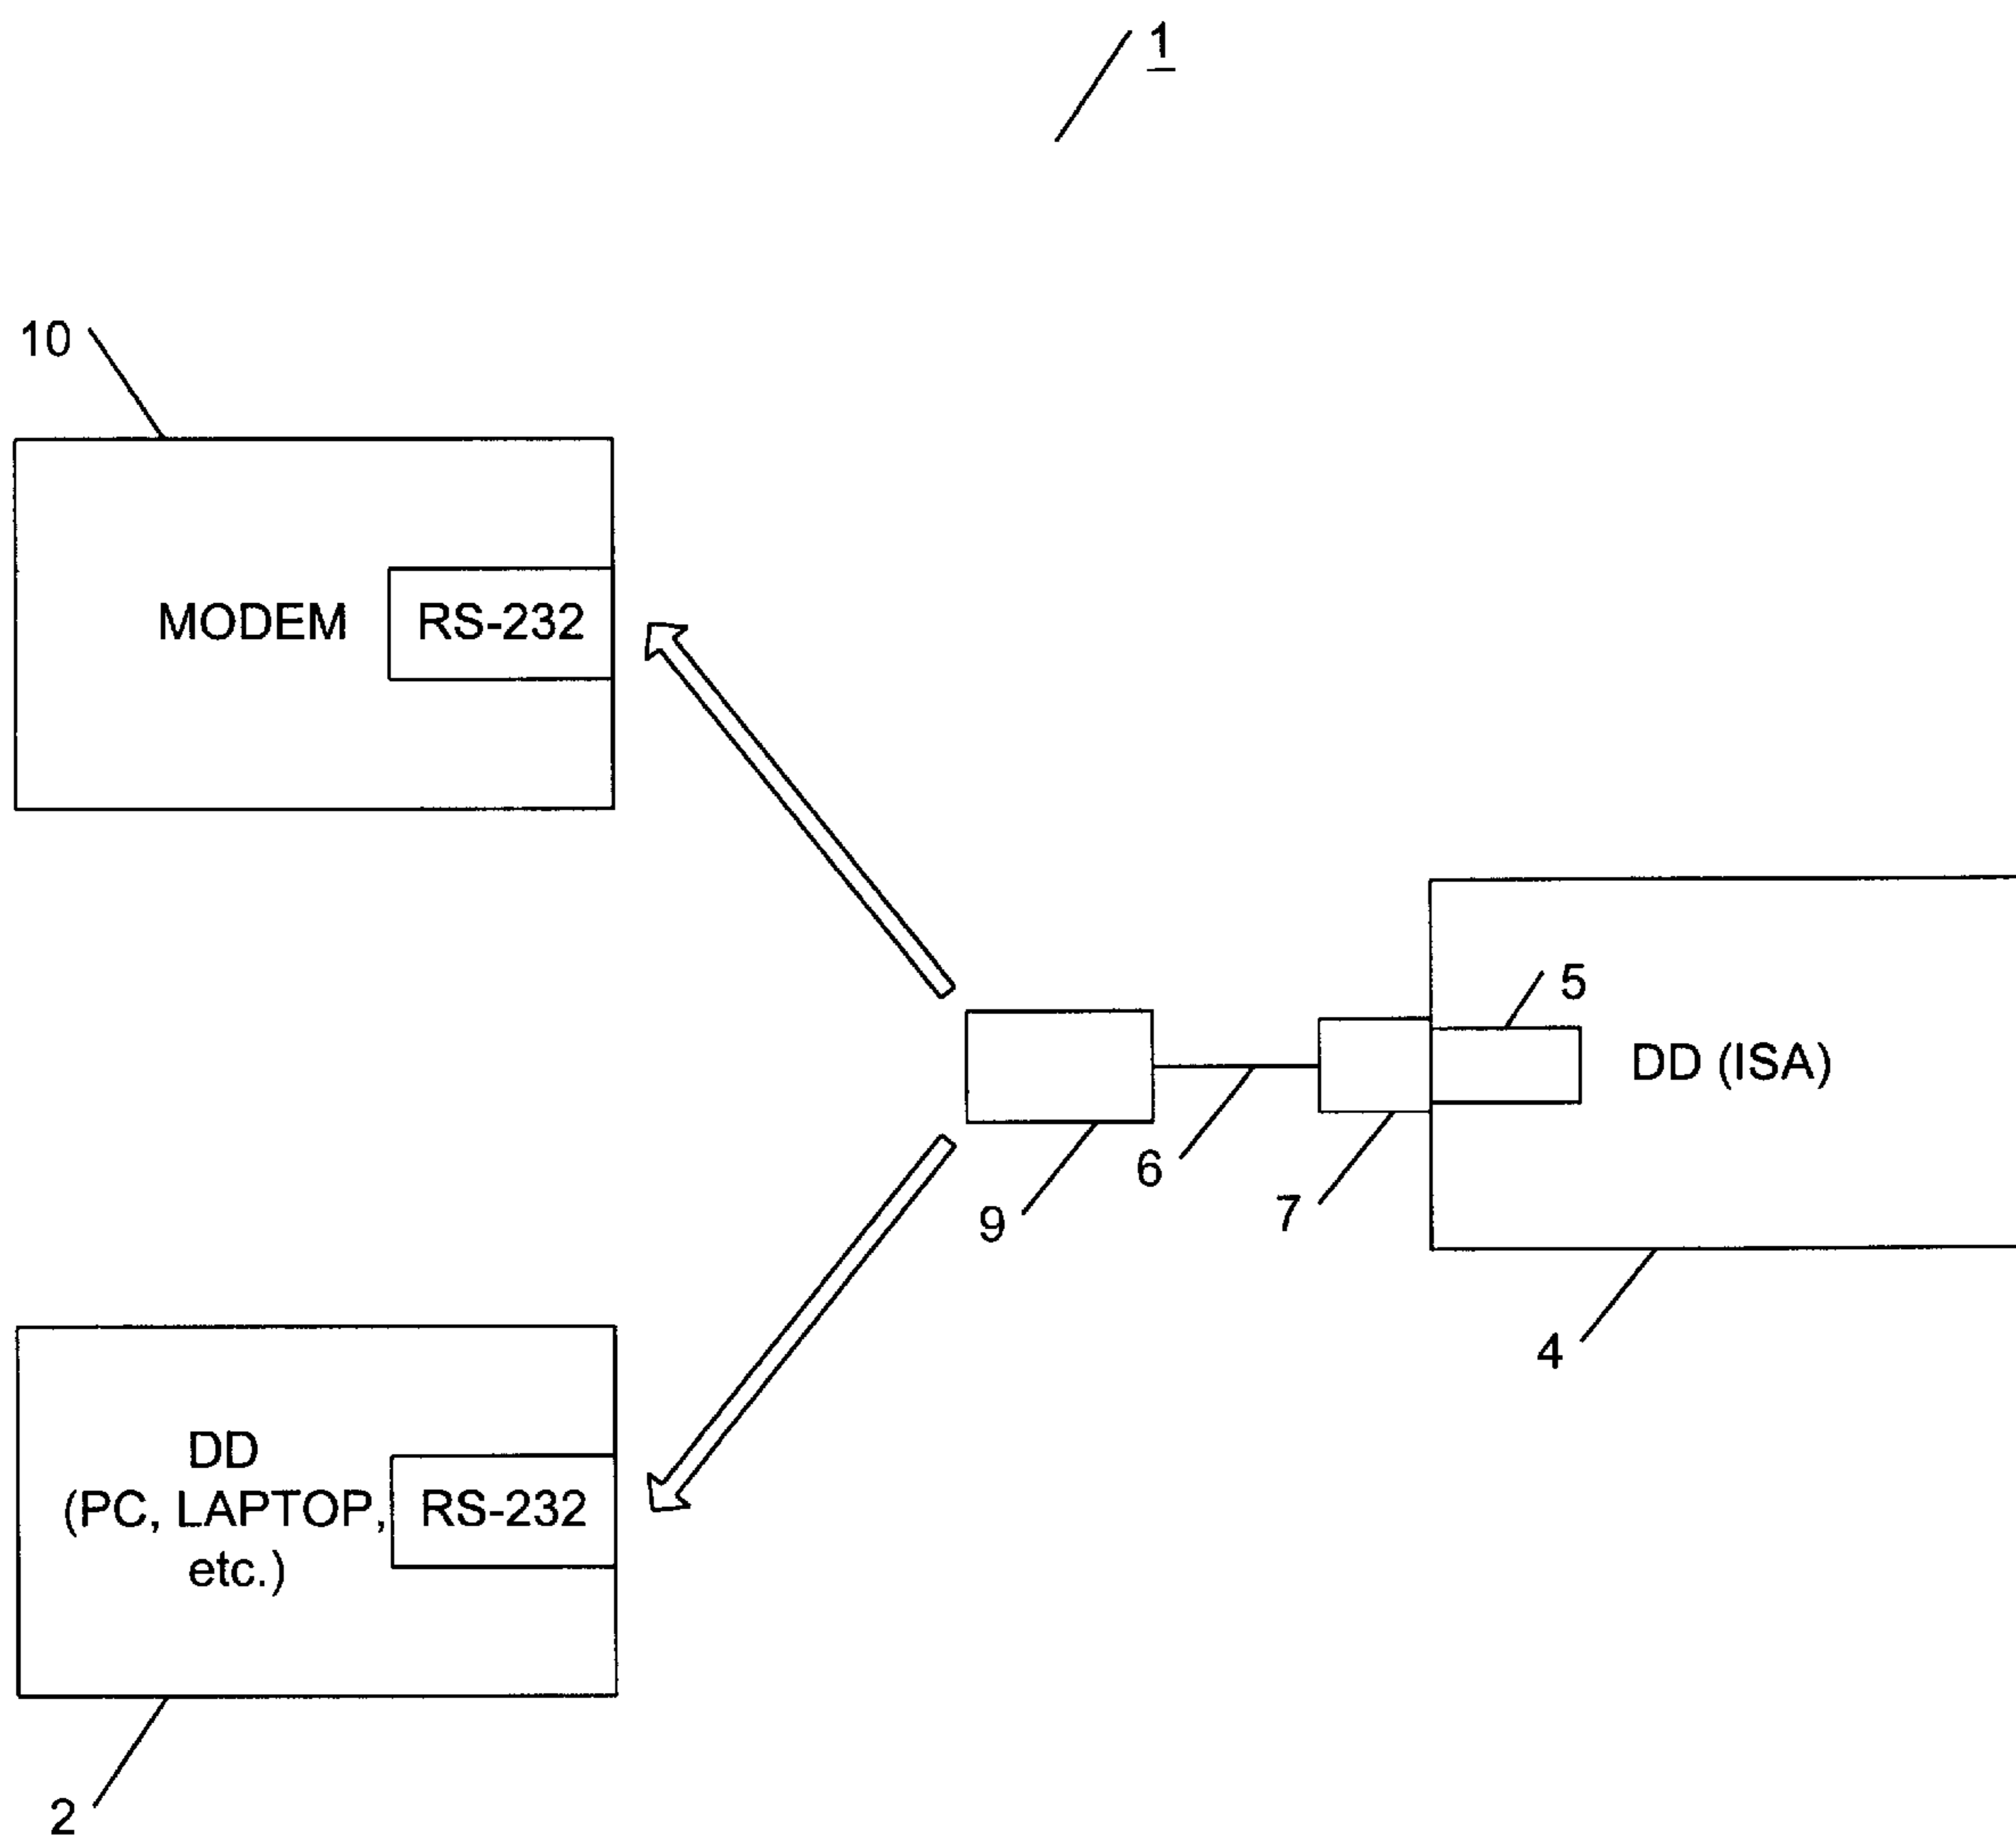 1
10
MODEM
RS-232
5
DD (ISA)
6
7
9
4
DD
(PC, LAPTOP,
etc.)
RS-232
2